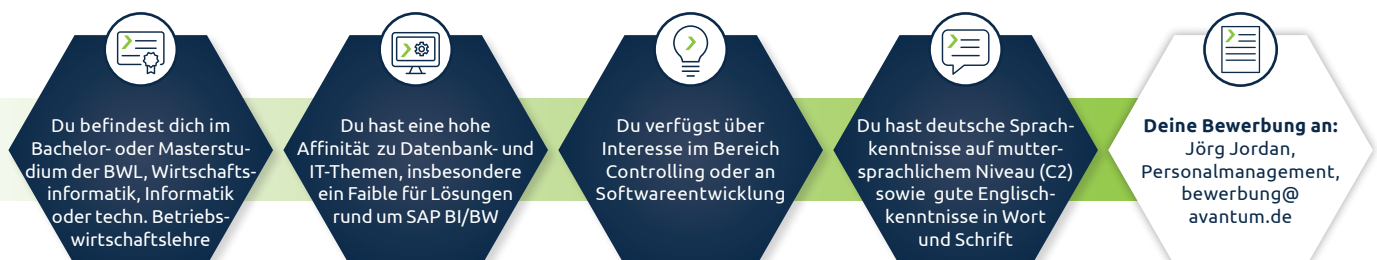 Du befindest dich im
Bachelor- oder Masterstu-
dium der BWL, Wirtschafts-
informatik, Informatik
oder techn. Betriebs-
wirtschaftslehre
Du hast eine hohe
Affinität zu Datenbank- und
IT-Themen, insbesondere
ein Faible für Lösungen
rund um SAP BI/BW
Du verfügst über
Interesse im Bereich
Controlling oder an
Softwareentwicklung
Du hast deutsche Sprach-
kenntnisse auf mutter-
sprachlichem Niveau (C2)
sowie gute Englisch-
kenntnisse in Wort
und Schrift
Deine Bewerbung an:
Jörg Jordan,
Personalmanagement,
bewerbung@
avantum.de